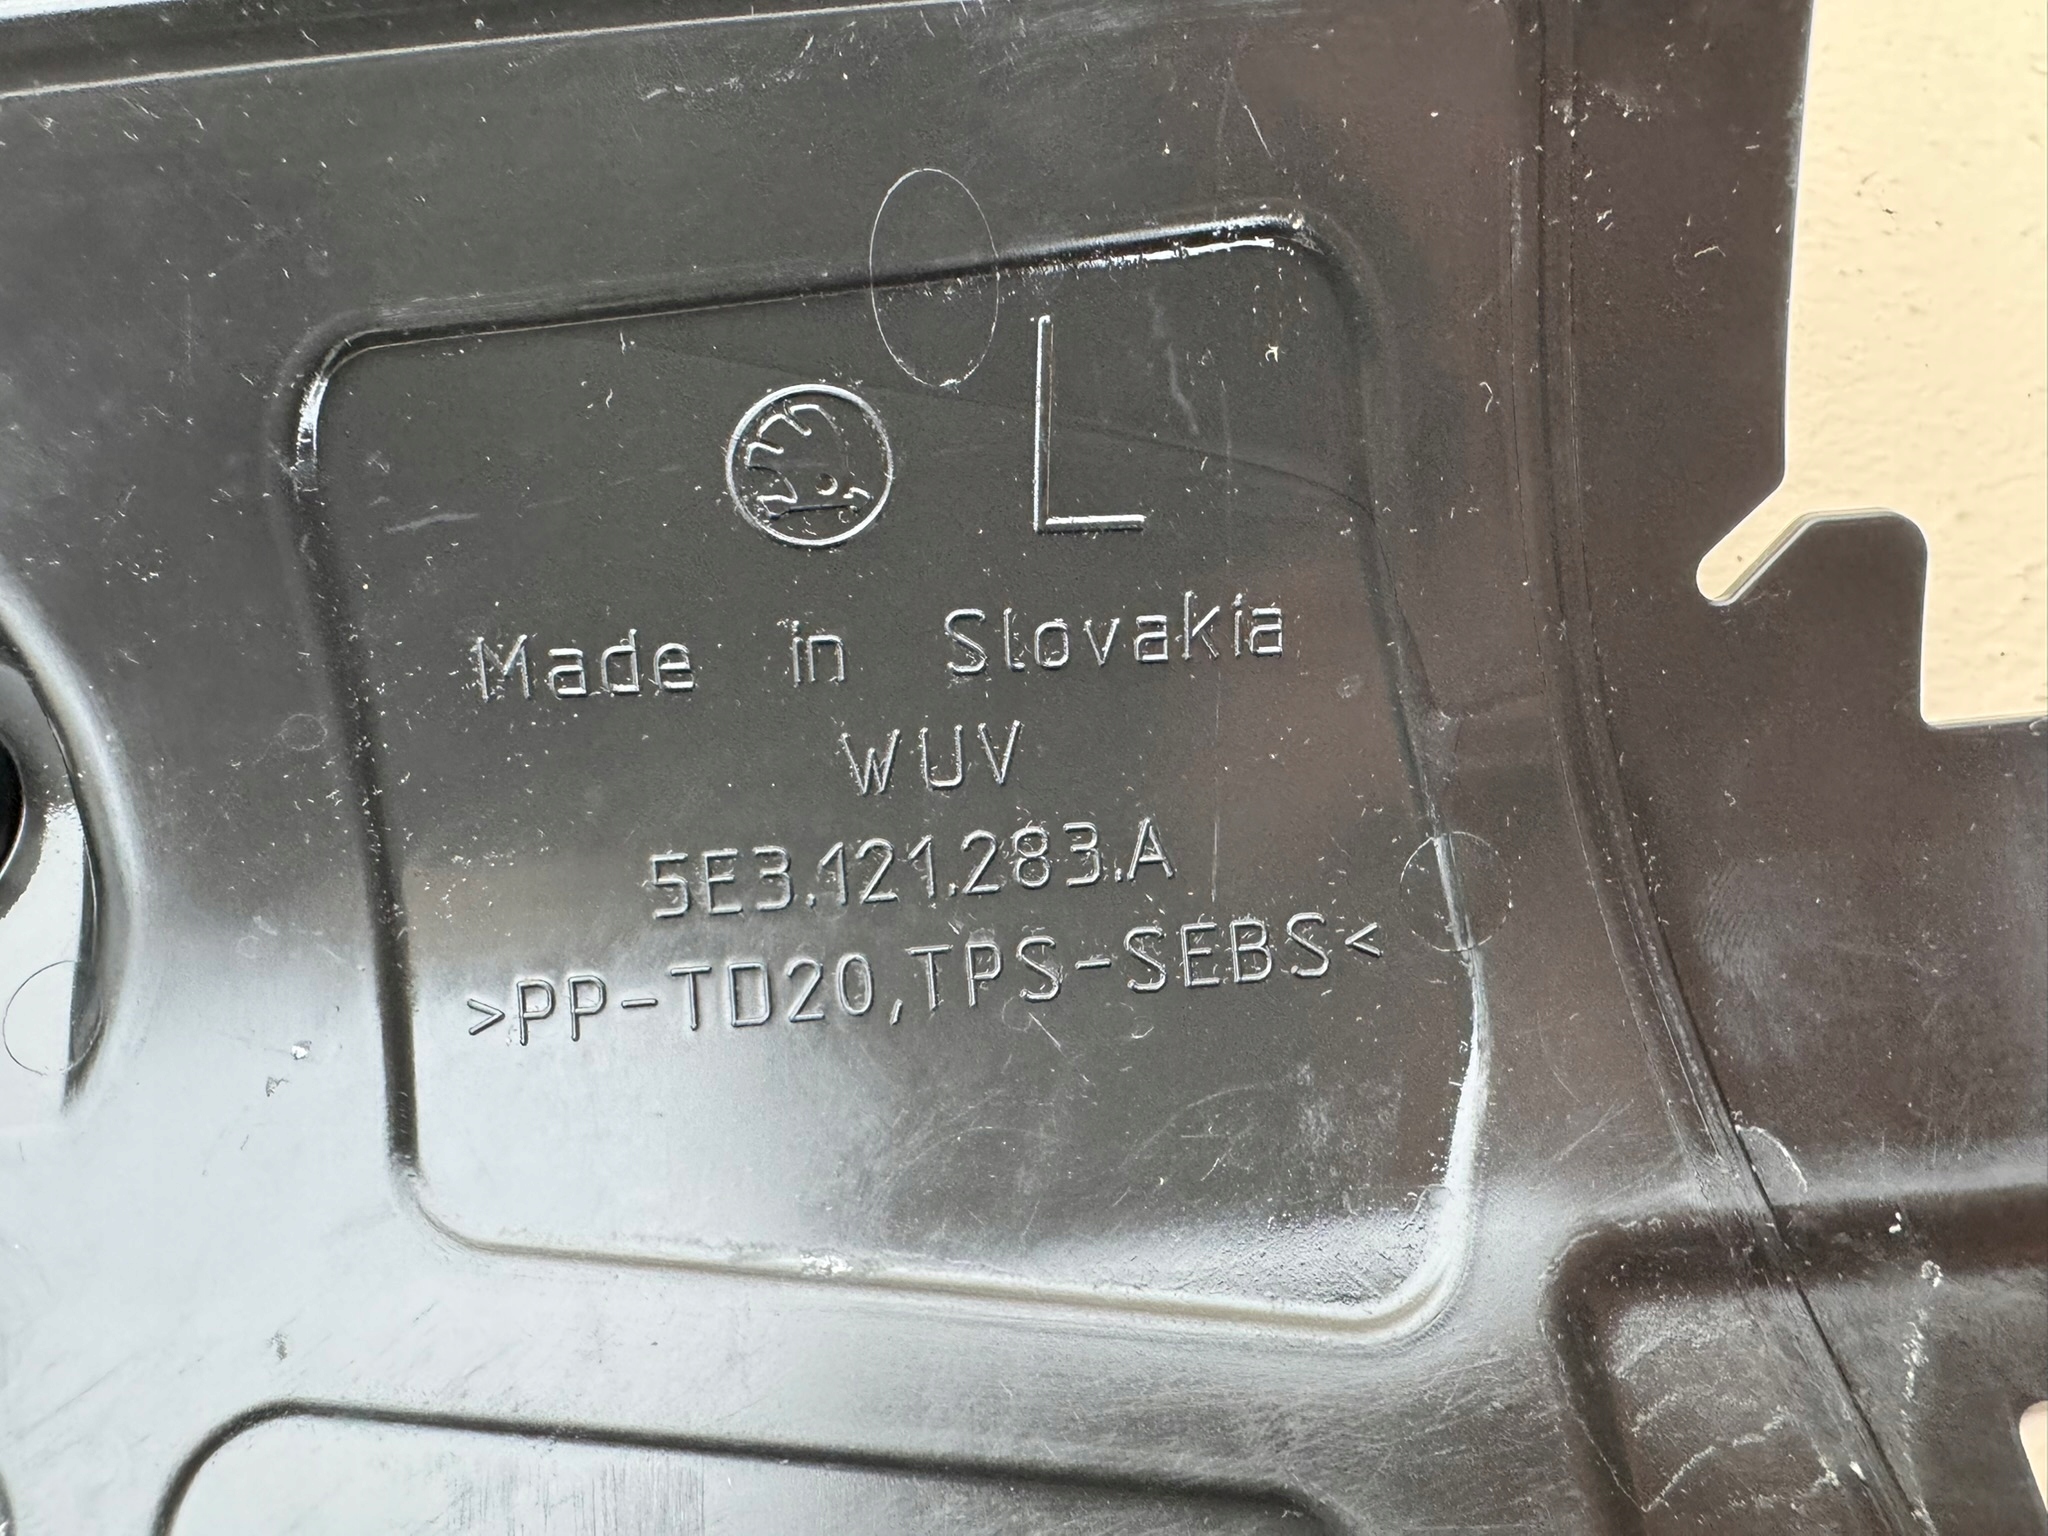 L
Made in Slovakia
WUV
5E3.121.283.A
>PP-TD20,TPS-SEBS<